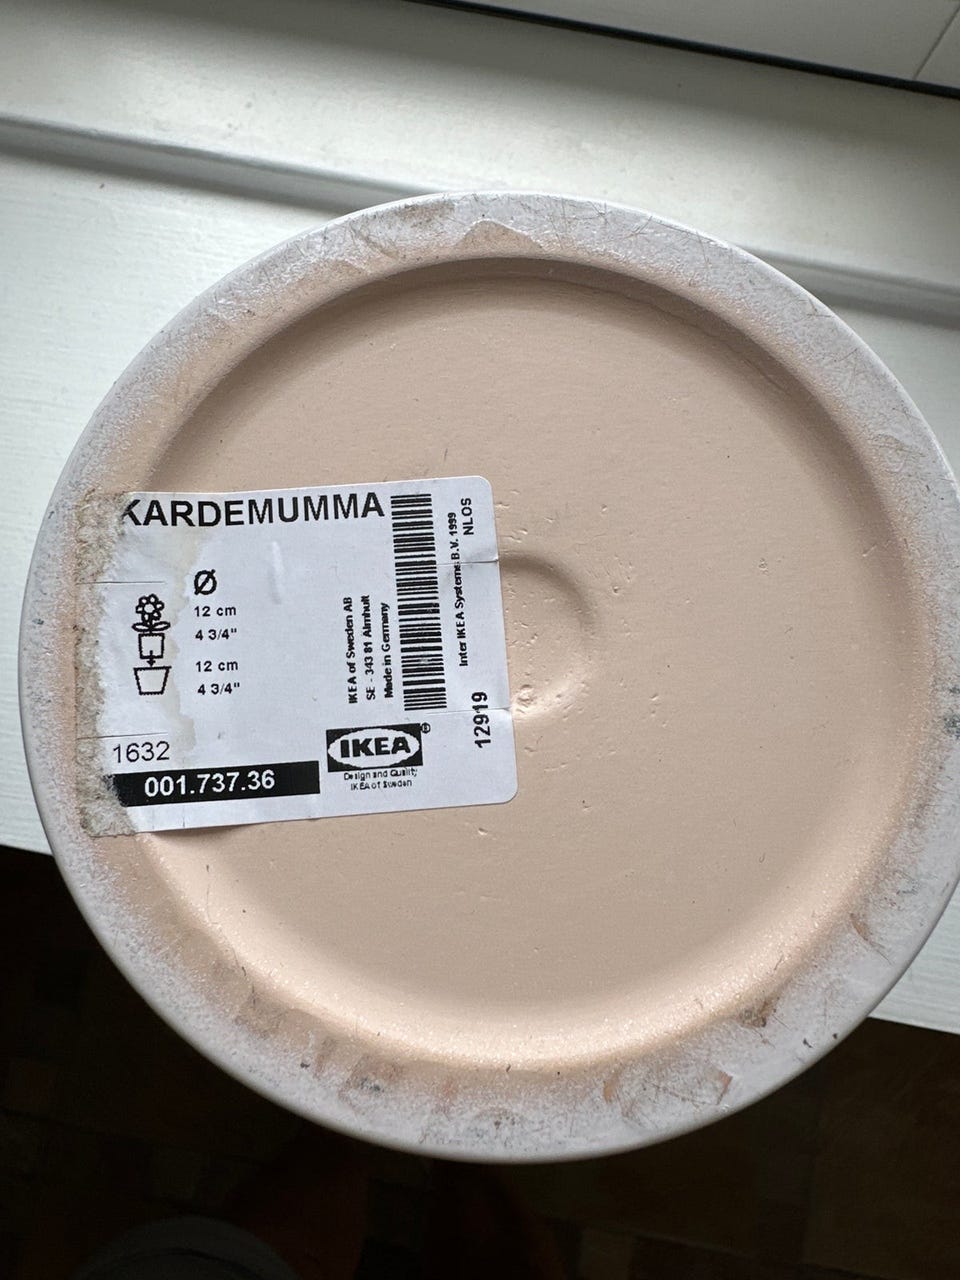 KARDEMUMMA
Ø
12 cm
4 3/4"
12 cm
4 3/4"
1632
001.737.36
IKEA of Sweden AB
SE - 343 81 Älmhult
Made in Germany
Inter IKEA Systems B.V. 1999
NLOS
12919
IKEA®
Design and Quality
IKEA of Sweden